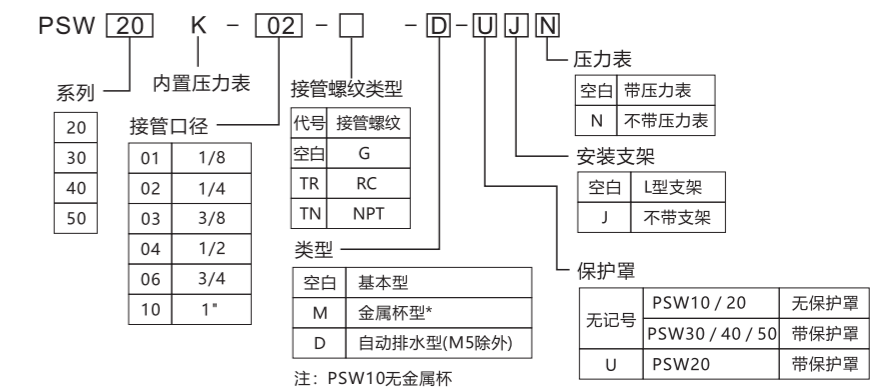 PSW 20 K - 02 - □ - D - U J N
系列
20
30
40
50
内置压力表
接管口径
01 1/8
02 1/4
03 3/8
04 1/2
06 3/4
10 1"
接管螺纹类型
代号 接管螺纹
空白 G
TR RC
TN NPT
类型
空白 基本型
M 金属杯型*
D 自动排水型(M5除外)
注：PSW10无金属杯
压力表
空白 带压力表
N 不带压力表
安装支架
空白 L型支架
J 不带支架
保护罩
无记号 PSW10 / 20 无保护罩
PSW30 / 40 / 50 带保护罩
U PSW20 带保护罩